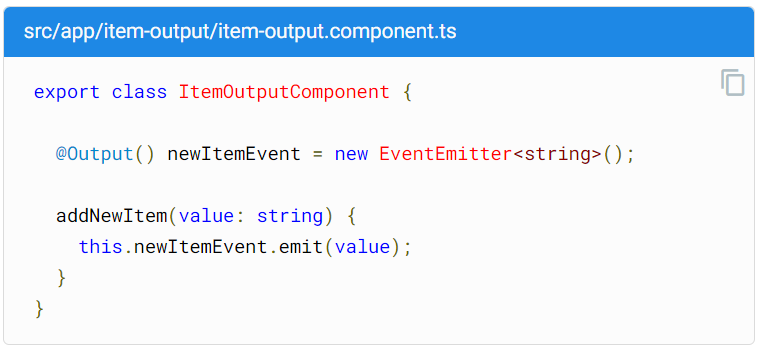 src/app/item-output/item-output.component.ts
export class ItemOutputComponent {
@Output() newItemEvent = new EventEmitter<string>();
addNewItem(value: string) {
this.newItemEvent.emit(value);
}
}